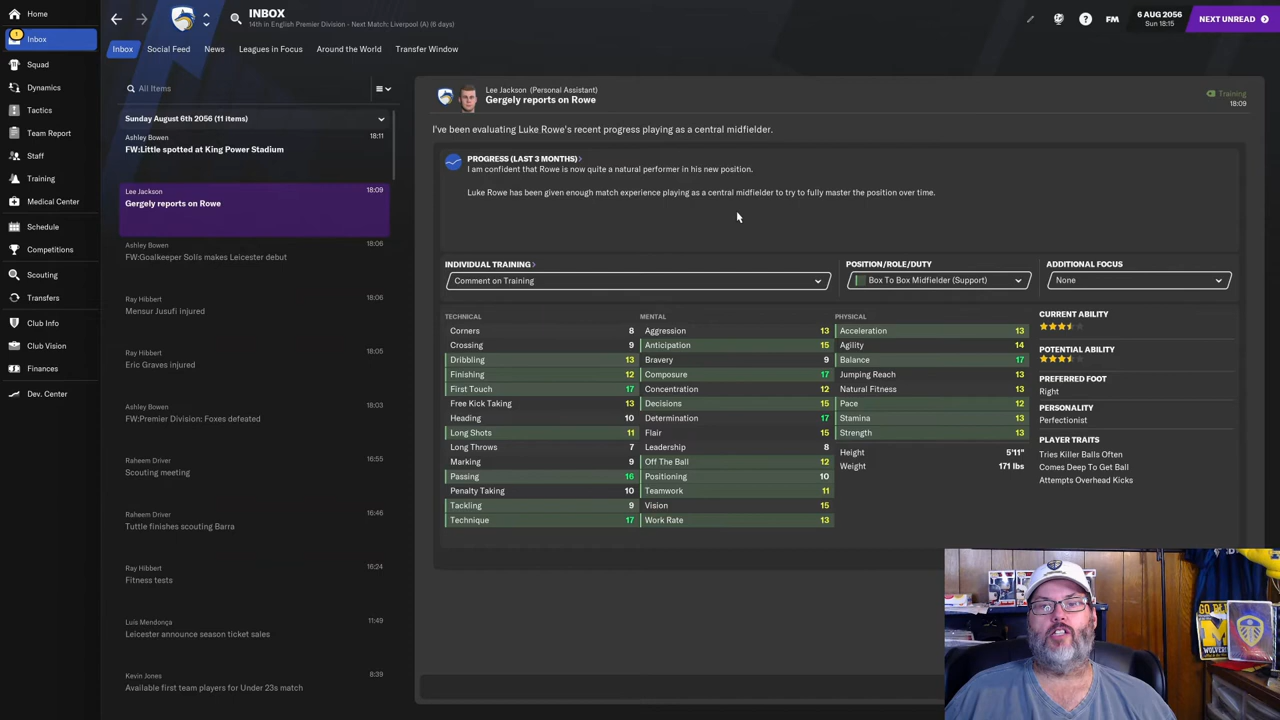 Home
Inbox
Squad
Dynamics
Tactics
Team Report
Staff
Training
Medical Center
Schedule
Competitions
Scouting
Transfers
Club Info
Club Vision
Finances
Dev. Center
INBOX
14th in English Premier Division - Next Match: Liverpool (A) (6 days)
FM
6 AUG 2056
Sun 18:15
NEXT UNREAD
Inbox Social Feed News Leagues in Focus Around the World Transfer Window
All Items
Sunday August 6th 2056 (11 items)
Ashley Bowen 18:11
FW:Little spotted at King Power Stadium
Lee Jackson 18:09
Gergely reports on Rowe
Ashley Bowen 18:06
FW:Goalkeeper Solis makes Leicester debut
Ray Hibbert 18:06
Mensur Jusufi injured
Ray Hibbert 18:05
Eric Graves injured
Ashley Bowen 18:03
FW:Premier Division: Foxes defeated
Raheem Driver 16:55
Scouting meeting
Raheem Driver 16:46
Tuttle finishes scouting Barra
Ray Hibbert 16:24
Fitness tests
Luis Mendonça 11:49
Leicester announce season ticket sales
Kevin Jones 8:39
Available first team players for Under 23s match
Lee Jackson (Personal Assistant)
Gergely reports on Rowe
Training
18:09
I've been evaluating Luke Rowe's recent progress playing as a central midfielder.
PROGRESS (LAST 3 MONTHS)
I am confident that Rowe is now quite a natural performer in his new position.
Luke Rowe has been given enough match experience playing as a central midfielder to try to fully master the position over time.
INDIVIDUAL TRAINING
Comment on Training
POSITION/ROLE/DUTY
Box To Box Midfielder (Support)
ADDITIONAL FOCUS
None
TECHNICAL
Corners 8
Crossing 9
Dribbling 13
Finishing 12
First Touch 17
Free Kick Taking 13
Heading 10
Long Shots 11
Long Throws 7
Marking 9
Passing 16
Penalty Taking 10
Tackling 9
Technique 17
MENTAL
Aggression 13
Anticipation 15
Bravery 9
Composure 17
Concentration 12
Decisions 15
Determination 17
Flair 15
Leadership 8
Off The Ball 12
Positioning 10
Teamwork 11
Vision 15
Work Rate 13
PHYSICAL
Acceleration 13
Agility 14
Balance 17
Jumping Reach 13
Natural Fitness 13
Pace 12
Stamina 13
Strength 13
Height 5'11"
Weight 171 lbs
CURRENT ABILITY
POTENTIAL ABILITY
PREFERRED FOOT
Right
PERSONALITY
Perfectionist
PLAYER TRAITS
Tries Killer Balls Often
Comes Deep To Get Ball
Attempts Overhead Kicks
GO BLUE
M
WOLVERINES